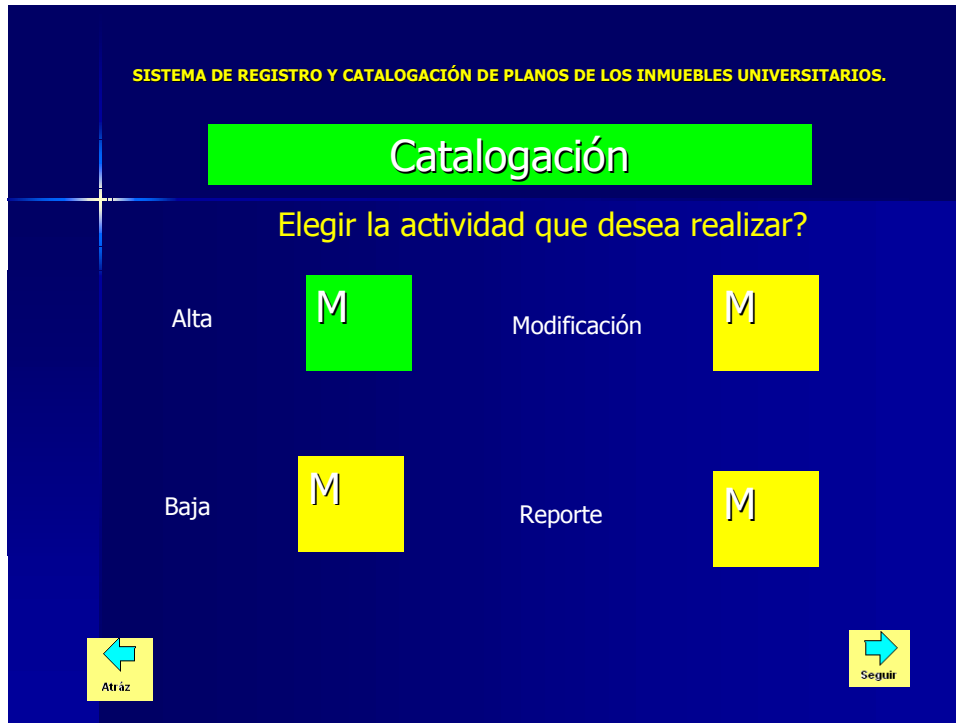 SISTEMA DE REGISTRO Y CATALOGACIÓN DE PLANOS DE LOS INMUEBLES UNIVERSITARIOS.
Catalogación
Elegir la actividad que desea realizar?
Alta
M
Modificación
M
Baja
M
Reporte
M
Atráz
Seguir